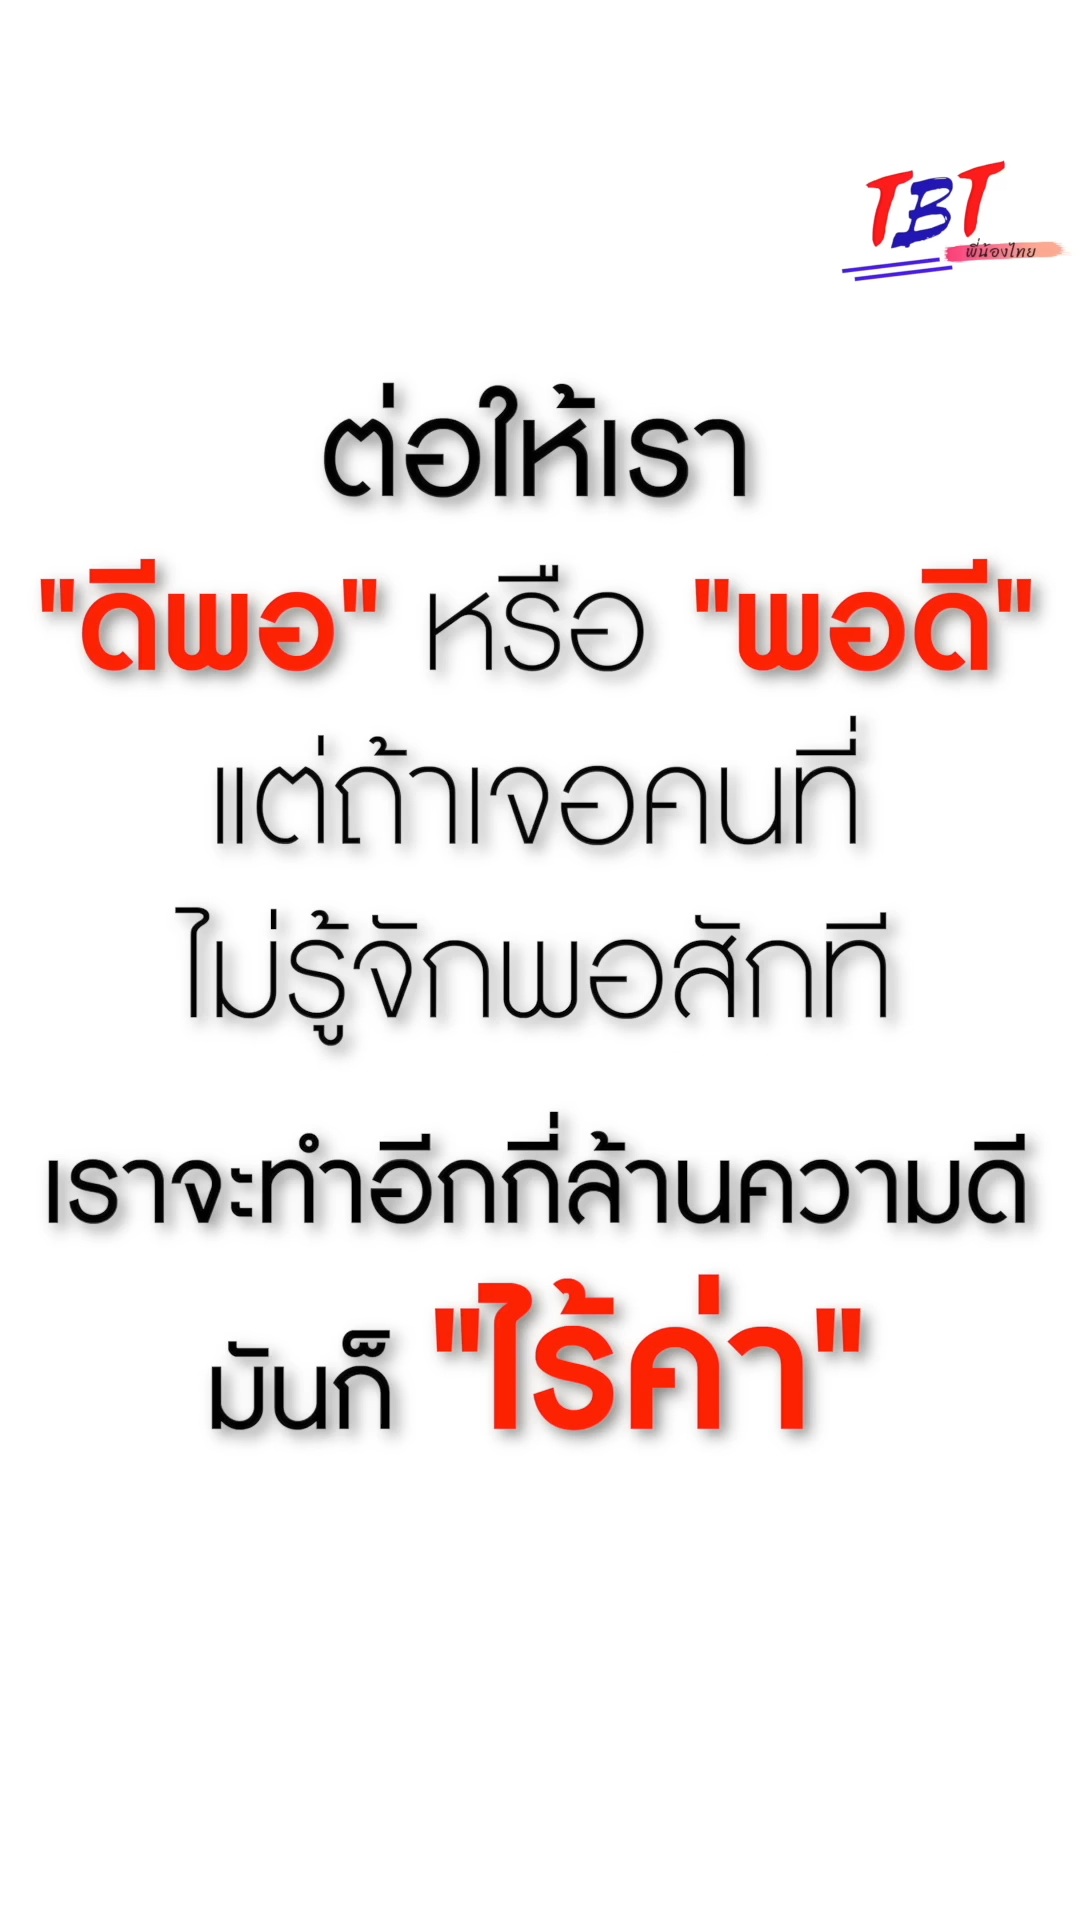 TBT
พี่น้องไทย
ต่อให้เรา
"ดีพอ" หรือ "พอดี"
แต่ถ้าเจอคนที่
ไม่รู้จักพอสักที
เราจะทำอีกกี่ล้านความดี
มันก็ "ไร้ค่า"